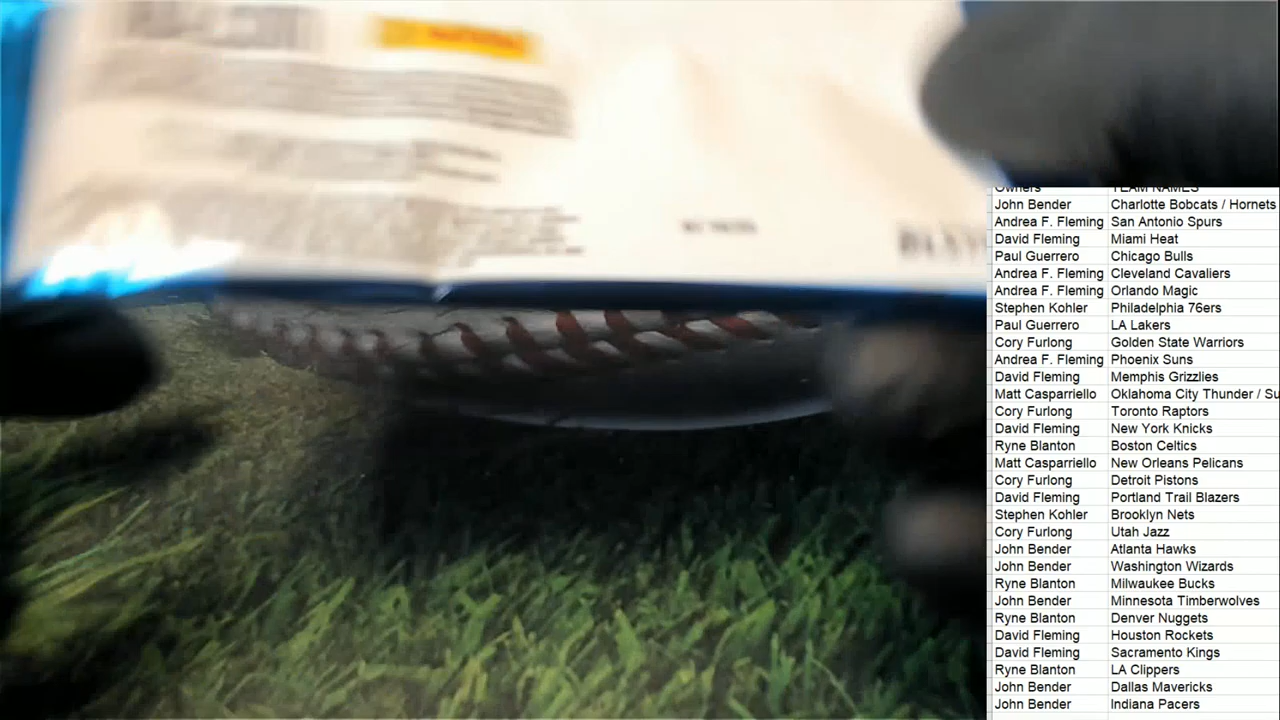 Owners TEAM NAMES
John Bender Charlotte Bobcats / Hornets
Andrea F. Fleming San Antonio Spurs
David Fleming Miami Heat
Paul Guerrero Chicago Bulls
Andrea F. Fleming Cleveland Cavaliers
Andrea F. Fleming Orlando Magic
Stephen Kohler Philadelphia 76ers
Paul Guerrero LA Lakers
Cory Furlong Golden State Warriors
Andrea F. Fleming Phoenix Suns
David Fleming Memphis Grizzlies
Matt Casparriello Oklahoma City Thunder / Su
Cory Furlong Toronto Raptors
David Fleming New York Knicks
Ryne Blanton Boston Celtics
Matt Casparriello New Orleans Pelicans
Cory Furlong Detroit Pistons
David Fleming Portland Trail Blazers
Stephen Kohler Brooklyn Nets
Cory Furlong Utah Jazz
John Bender Atlanta Hawks
John Bender Washington Wizards
Ryne Blanton Milwaukee Bucks
John Bender Minnesota Timberwolves
Ryne Blanton Denver Nuggets
David Fleming Houston Rockets
David Fleming Sacramento Kings
Ryne Blanton LA Clippers
John Bender Dallas Mavericks
John Bender Indiana Pacers